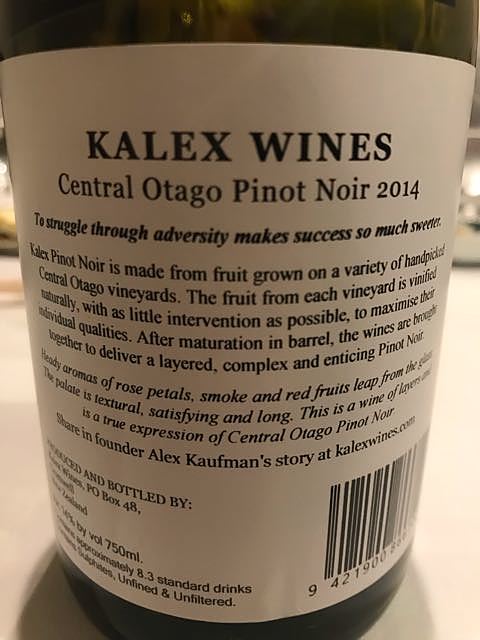 KALEX WINES
Central Otago Pinot Noir 2014
To struggle through adversity makes success so much sweeter.
Kalex Pinot Noir is made from fruit grown on a variety of handpicked
Central Otago vineyards. The fruit from each vineyard is vinified
naturally, with as little intervention as possible, to maximise their
individual qualities. After maturation in barrel, the wines are brought
together to deliver a layered, complex and enticing Pinot Noir.
Heady aromas of rose petals, smoke and red fruits leap from the glass.
The palate is textural, satisfying and long. This is a wine of layers and
is a true expression of Central Otago Pinot Noir
Share in founder Alex Kaufman's story at kalexwines.com
PRODUCED AND BOTTLED BY:
Wines, PO Box 48,
Zealand
% by vol 750ml.
approximately 8.3 standard drinks
Sulphites, Unfined & Unfiltered.
9 421900